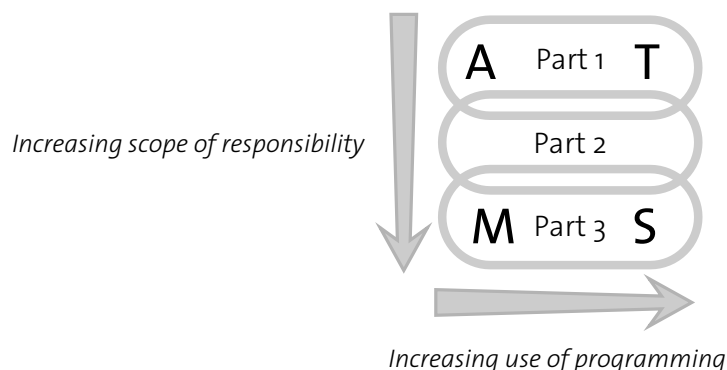 A Part 1 T
Increasing scope of responsibility
Part 2
M Part 3 S
Increasing use of programming